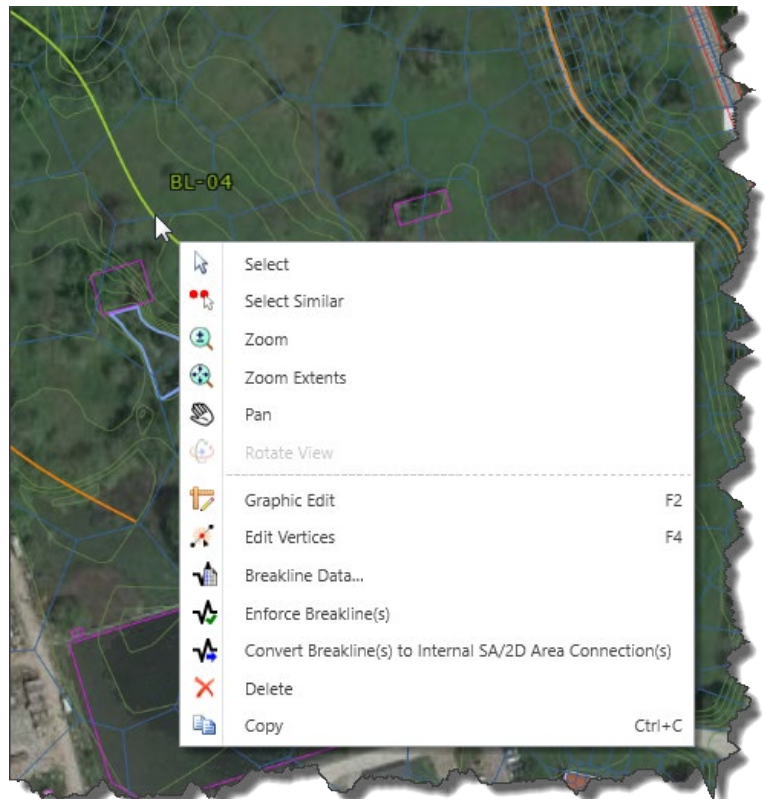 BL-04
Select
Select Similar
Zoom
Zoom Extents
Pan
Rotate View
Graphic Edit F2
Edit Vertices F4
Breakline Data...
Enforce Breakline(s)
Convert Breakline(s) to Internal SA/2D Area Connection(s)
Delete
Copy Ctrl+C